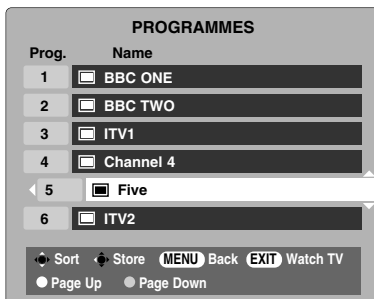 PROGRAMMES
Prog. Name
1 BBC ONE
2 BBC TWO
3 ITV1
4 Channel 4
5 Five
6 ITV2
Sort Store MENU Back EXIT Watch TV
Page Up Page Down